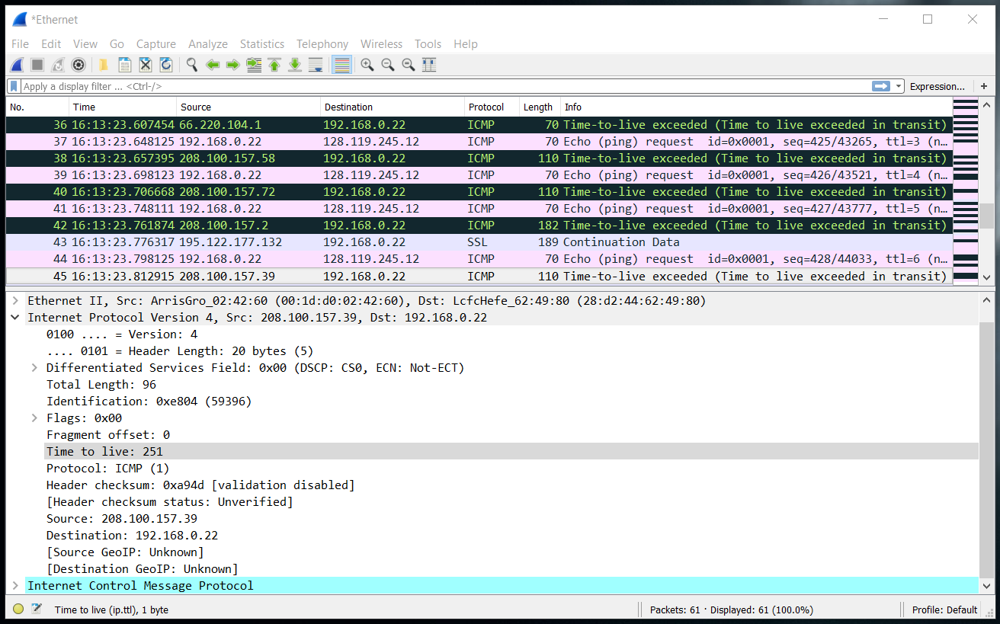 *Ethernet
File Edit View Go Capture Analyze Statistics Telephony Wireless Tools Help
Apply a display filter ... <Ctrl-/> Expression... +
No. Time Source Destination Protocol Length Info
36 16:13:23.607454 66.220.104.1 192.168.0.22 ICMP 70 Time-to-live exceeded (Time to live exceeded in transit)
37 16:13:23.648125 192.168.0.22 128.119.245.12 ICMP 70 Echo (ping) request id=0x0001, seq=425/43265, ttl=3 (n…
38 16:13:23.657395 208.100.157.58 192.168.0.22 ICMP 110 Time-to-live exceeded (Time to live exceeded in transit)
39 16:13:23.698123 192.168.0.22 128.119.245.12 ICMP 70 Echo (ping) request id=0x0001, seq=426/43521, ttl=4 (n…
40 16:13:23.706668 208.100.157.72 192.168.0.22 ICMP 110 Time-to-live exceeded (Time to live exceeded in transit)
41 16:13:23.748111 192.168.0.22 128.119.245.12 ICMP 70 Echo (ping) request id=0x0001, seq=427/43777, ttl=5 (n…
42 16:13:23.761874 208.100.157.2 192.168.0.22 ICMP 182 Time-to-live exceeded (Time to live exceeded in transit)
43 16:13:23.776317 195.122.177.132 192.168.0.22 SSL 189 Continuation Data
44 16:13:23.798125 192.168.0.22 128.119.245.12 ICMP 70 Echo (ping) request id=0x0001, seq=428/44033, ttl=6 (n…
45 16:13:23.812915 208.100.157.39 192.168.0.22 ICMP 110 Time-to-live exceeded (Time to live exceeded in transit)
Ethernet II, Src: ArrisGro_02:42:60 (00:1d:d0:02:42:60), Dst: LcfcHefe_62:49:80 (28:d2:44:62:49:80)
Internet Protocol Version 4, Src: 208.100.157.39, Dst: 192.168.0.22
0100 .... = Version: 4
.... 0101 = Header Length: 20 bytes (5)
Differentiated Services Field: 0x00 (DSCP: CS0, ECN: Not-ECT)
Total Length: 96
Identification: 0xe804 (59396)
Flags: 0x00
Fragment offset: 0
Time to live: 251
Protocol: ICMP (1)
Header checksum: 0xa94d [validation disabled]
[Header checksum status: Unverified]
Source: 208.100.157.39
Destination: 192.168.0.22
[Source GeoIP: Unknown]
[Destination GeoIP: Unknown]
Internet Control Message Protocol
Time to live (ip.ttl), 1 byte Packets: 61 · Displayed: 61 (100.0%) Profile: Default